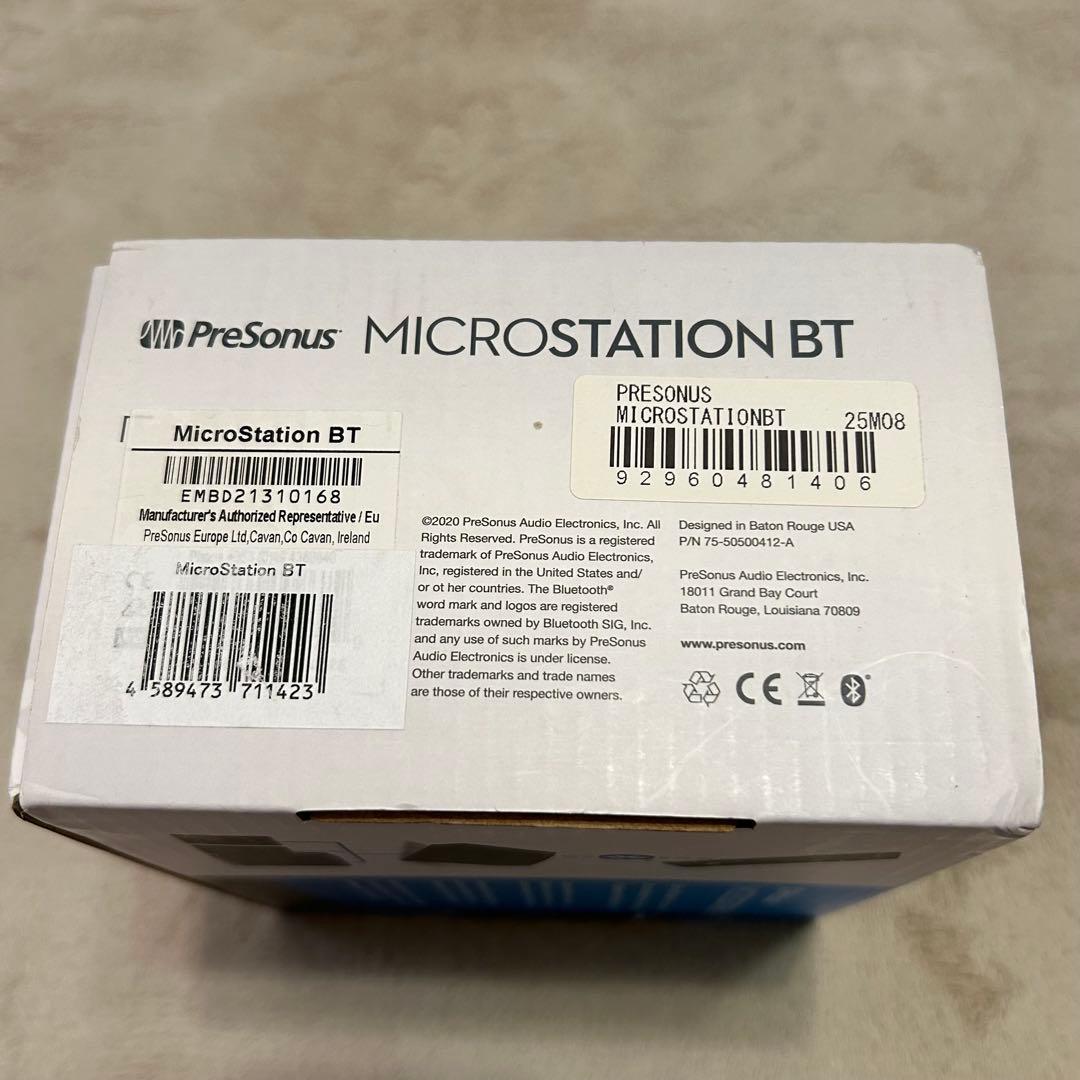 PreSonus MICROSTATION BT
PRESONUS
MICROSTATIONBT 25M08
92960481406
MicroStation BT
EMBD21310168
Manufacturer's Authorized Representative / Eu
PreSonus Europe Ltd,Cavan,Co Cavan, Ireland
MicroStation BT
4 589473 711423
©2020 PreSonus Audio Electronics, Inc. All
Rights Reserved. PreSonus is a registered
trademark of PreSonus Audio Electronics,
Inc, registered in the United States and/
or ot her countries. The Bluetooth®
word mark and logos are registered
trademarks owned by Bluetooth SIG, Inc.
and any use of such marks by PreSonus
Audio Electronics is under license.
Other trademarks and trade names
are those of their respective owners.
Designed in Baton Rouge USA
P/N 75-50500412-A
PreSonus Audio Electronics, Inc.
18011 Grand Bay Court
Baton Rouge, Louisiana 70809
www.presonus.com
CE